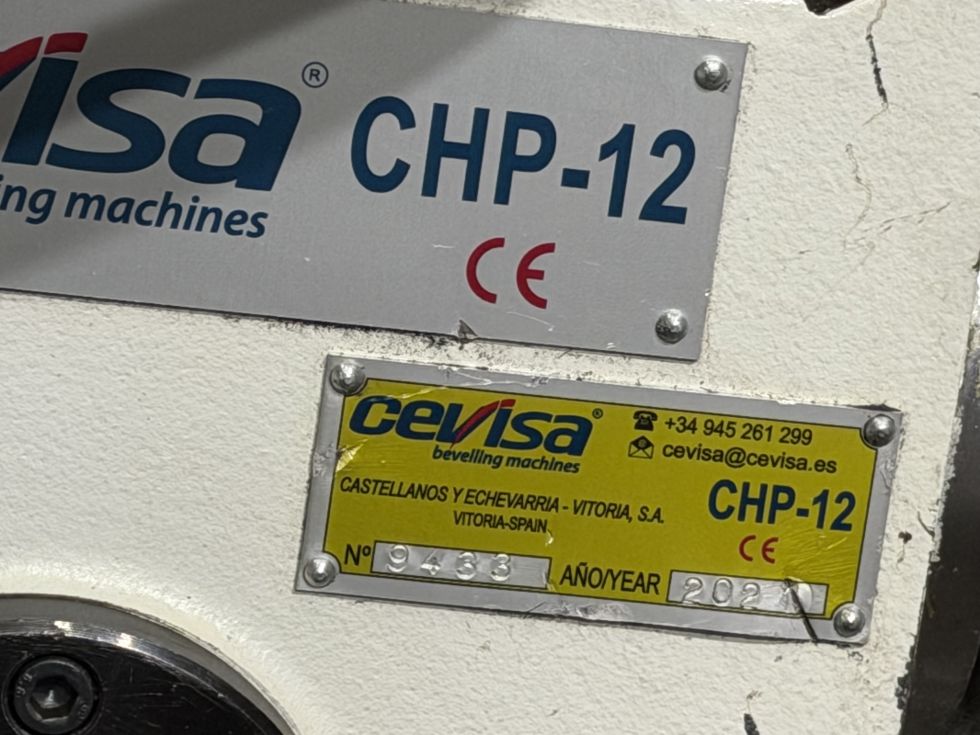 visa® CHP-12
ing machines
CE
cevisa® ☎ +34 945 261 299
bevelling machines cevisa@cevisa.es
CASTELLANOS Y ECHEVARRIA - VITORIA, S.A. CHP-12
VITORIA-SPAIN CE
Nº 9433 AÑO/YEAR